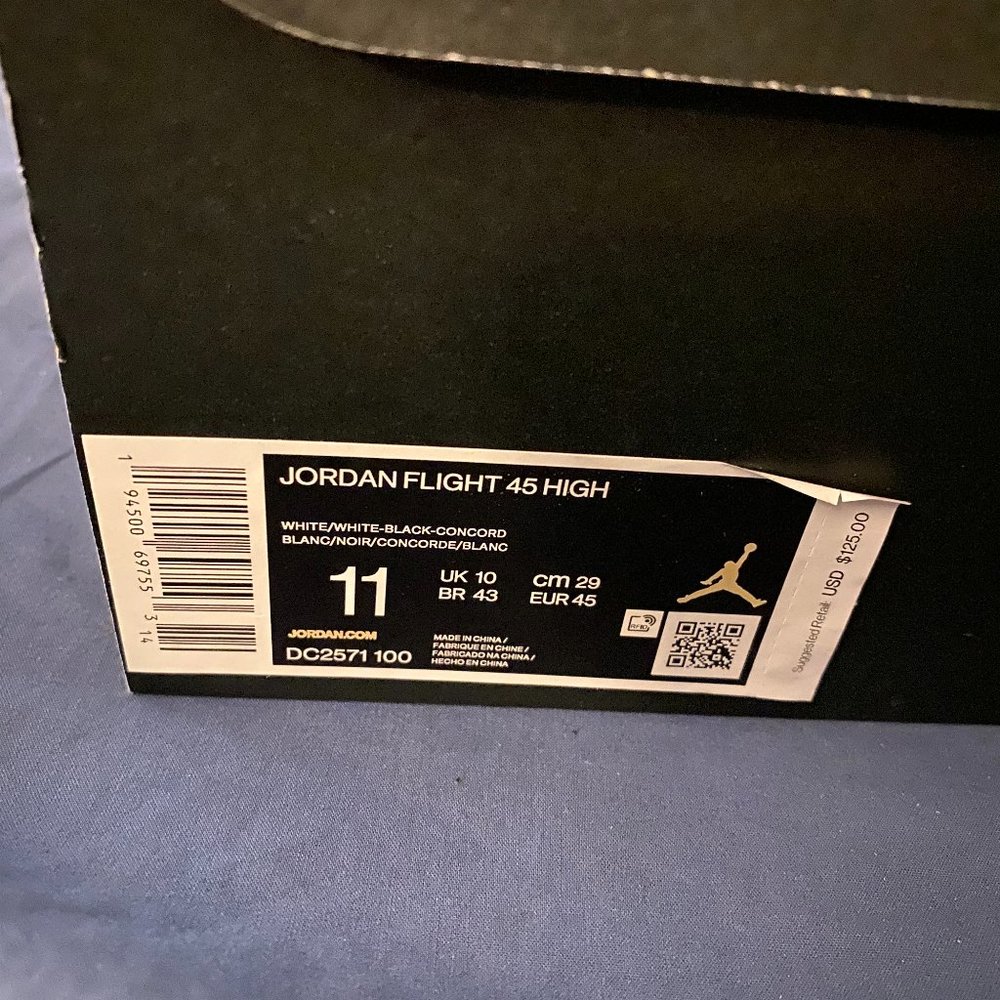 JORDAN FLIGHT 45 HIGH
WHITE/WHITE-BLACK-CONCORD
BLANC/NOIR/CONCORDE/BLANC
11
UK 10
BR 43
cm 29
EUR 45
JORDAN.COM
DC2571 100
MADE IN CHINA /
FABRIQUE EN CHINE /
FABRICADO NA CHINA /
HECHO EN CHINA
RFID
1 94500 69755 3 14
Suggested Retail: USD $125.00